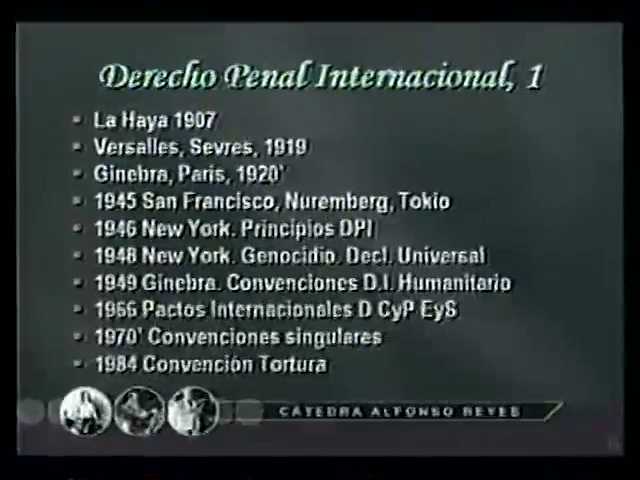 Derecho Penal Internacional, 1
La Haya 1907
Versalles, Sevres, 1919
Ginebra, Paris, 1920'
1945 San Francisco, Nuremberg, Tokio
1946 New York. Principios DPI
1948 New York. Genocidio. Decl. Universal
1949 Ginebra. Convenciones D.I. Humanitario
1966 Pactos Internacionales D CyP EyS
1970' Convenciones singulares
1984 Convención Tortura
CÁTEDRA ALFONSO REYES